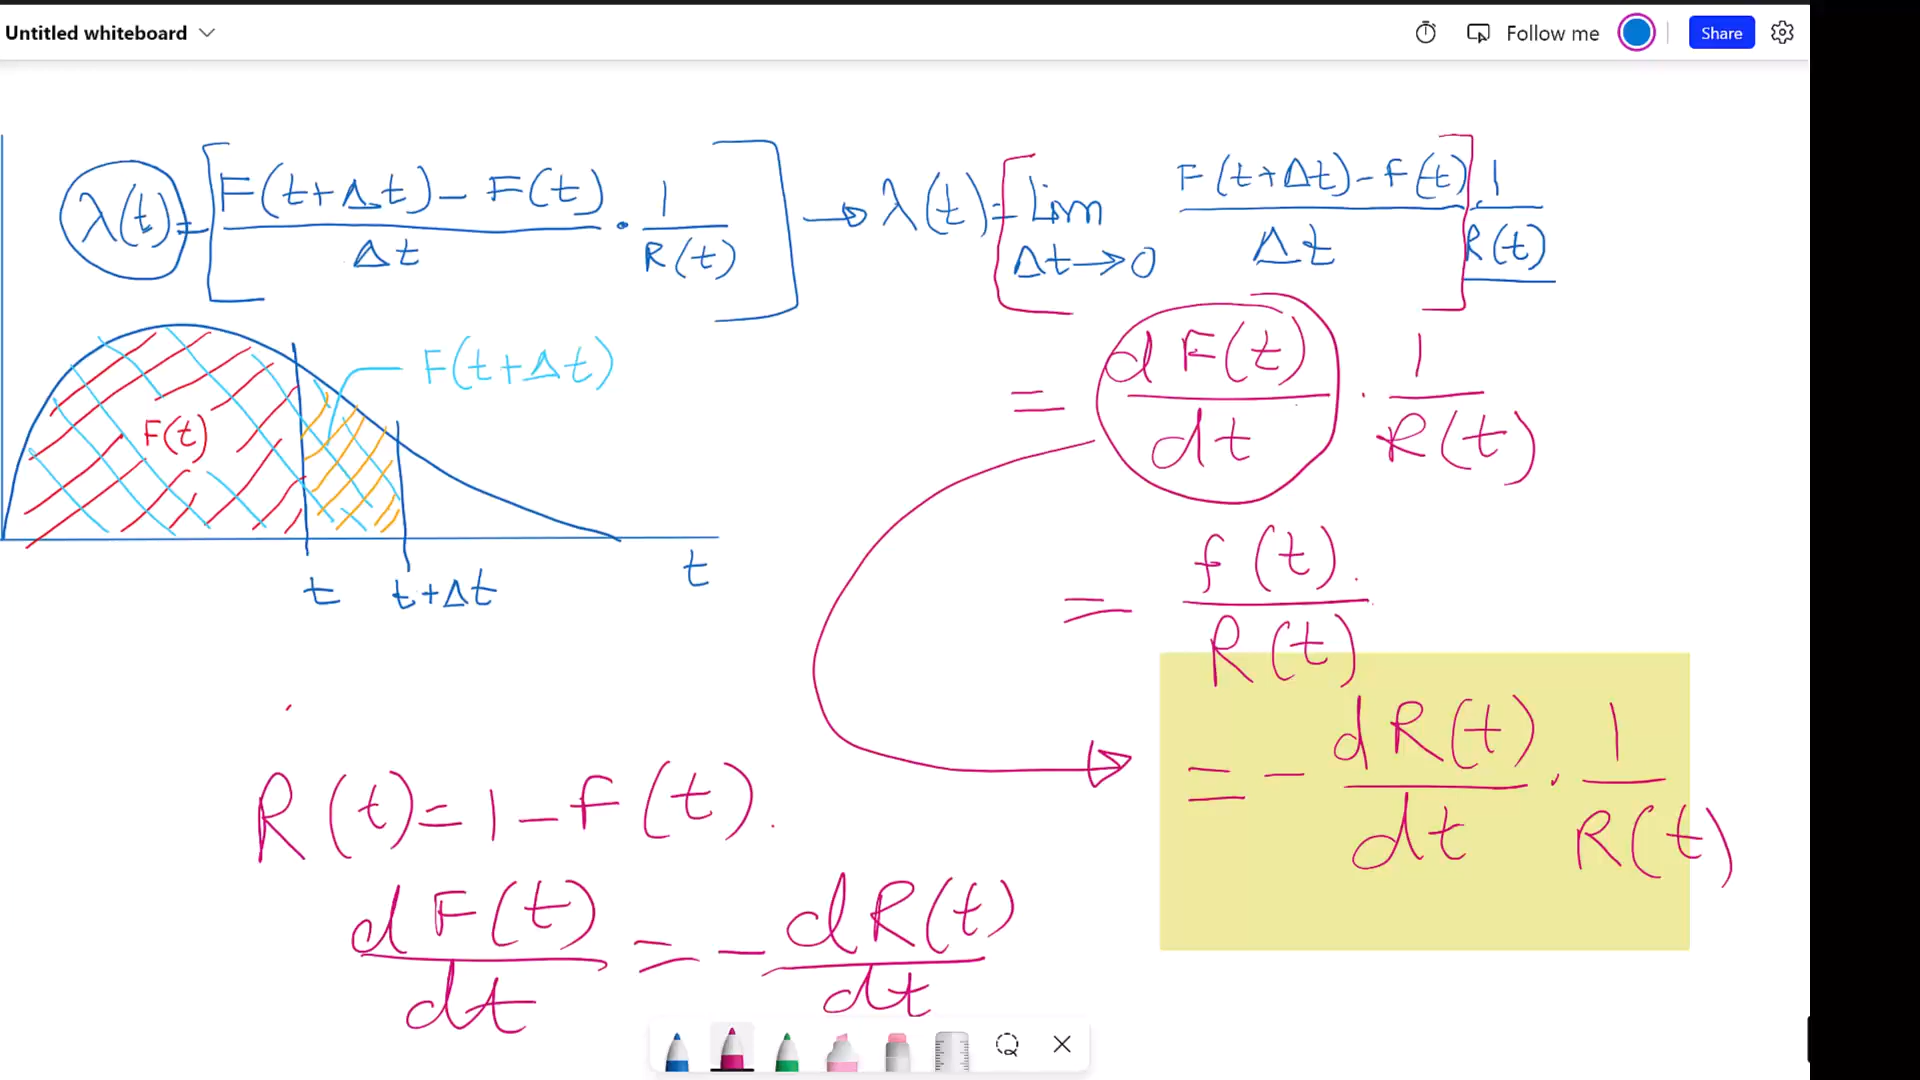 Untitled whiteboard
Follow me
Share
λ(t) = [ F(t+Δt) − F(t) / Δt · 1 / R(t) ] → λ(t) = [ Lim Δt→0 F(t+Δt) − f(t) / Δt ] · 1 / R(t)
F(t+Δt)
F(t)
t t+Δt t
= dF(t) / dt · 1 / R(t)
= f(t) / R(t)
= − dR(t) / dt · 1 / R(t)
R(t) = 1 − f(t).
dF(t) / dt = − dR(t) / dt